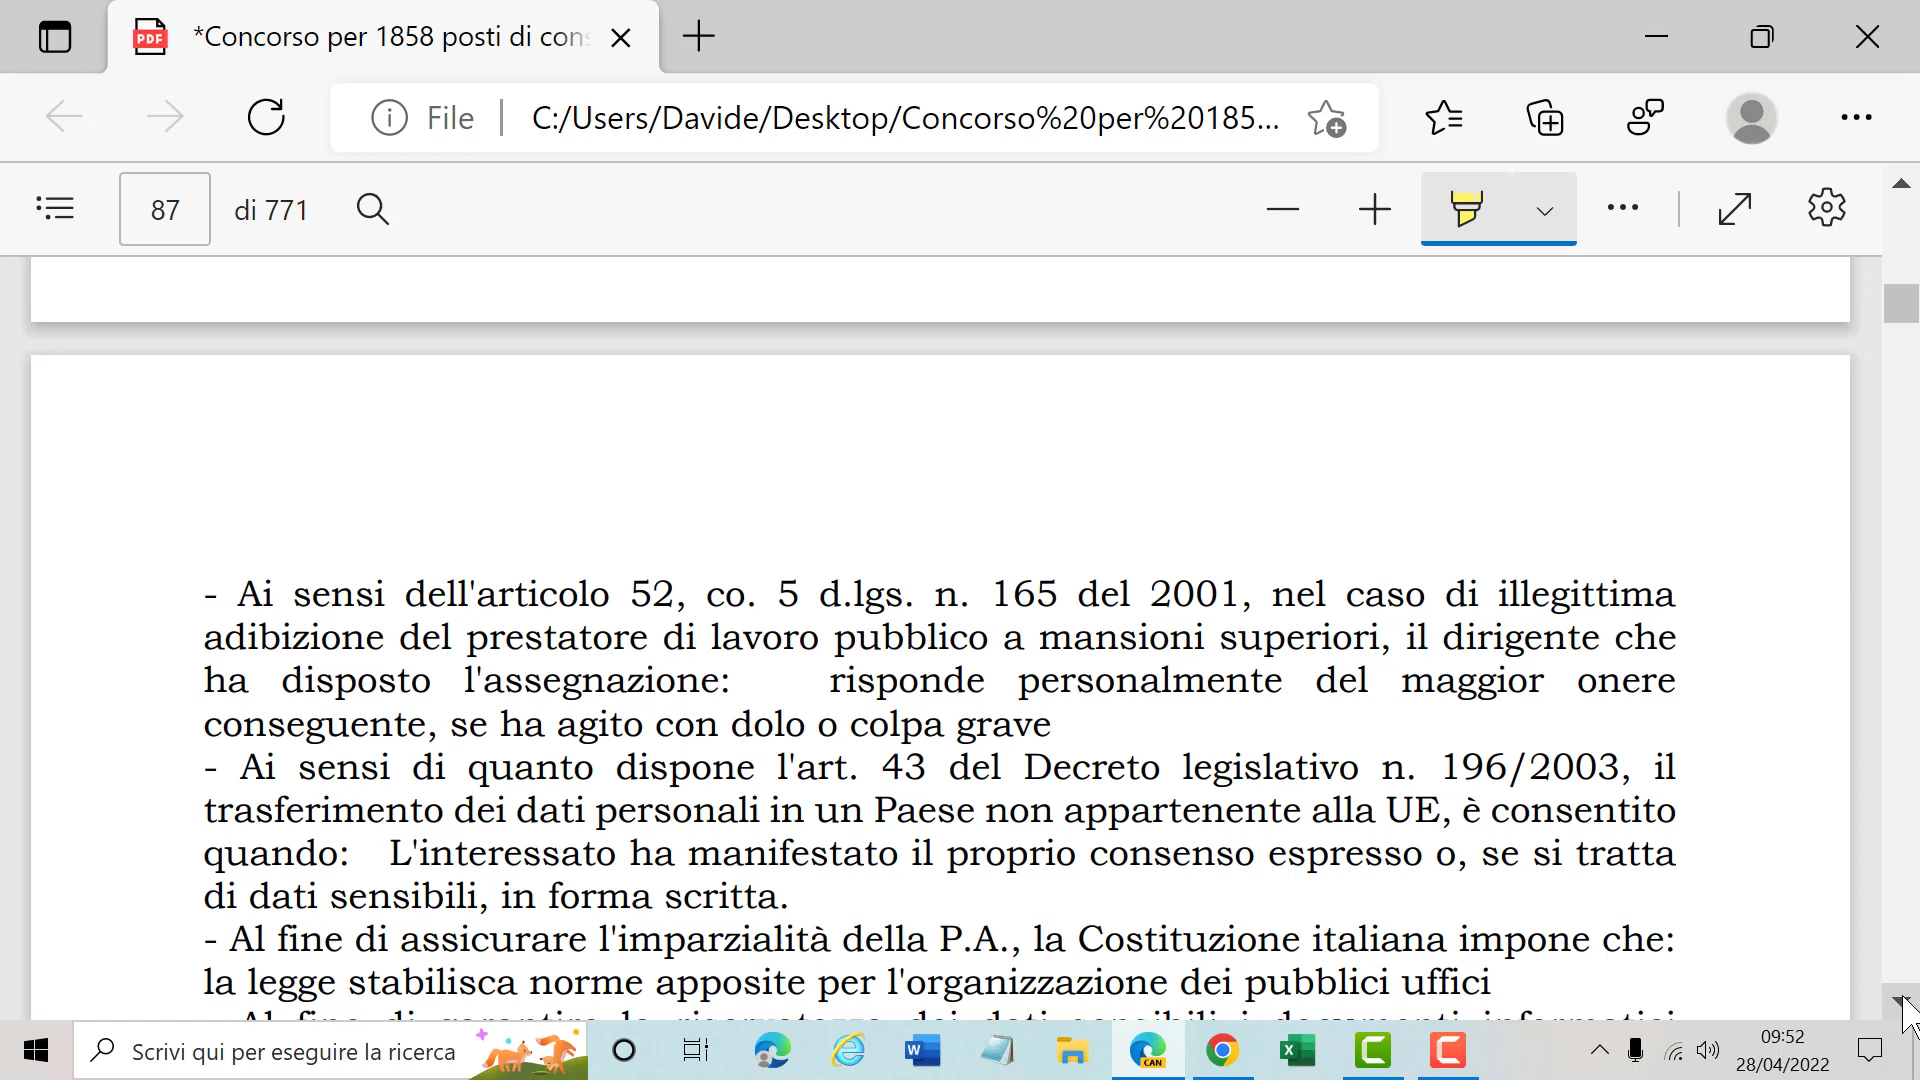 *Concorso per 1858 posti di con
File
C:/Users/Davide/Desktop/Concorso%20per%20185...
87 di 771
- Ai sensi dell'articolo 52, co. 5 d.lgs. n. 165 del 2001, nel caso di illegittima
adibizione del prestatore di lavoro pubblico a mansioni superiori, il dirigente che
ha disposto l'assegnazione: risponde personalmente del maggior onere
conseguente, se ha agito con dolo o colpa grave
- Ai sensi di quanto dispone l'art. 43 del Decreto legislativo n. 196/2003, il
trasferimento dei dati personali in un Paese non appartenente alla UE, è consentito
quando: L'interessato ha manifestato il proprio consenso espresso o, se si tratta
di dati sensibili, in forma scritta.
- Al fine di assicurare l'imparzialità della P.A., la Costituzione italiana impone che:
la legge stabilisca norme apposite per l'organizzazione dei pubblici uffici
Scrivi qui per eseguire la ricerca
CAN
09:52
28/04/2022